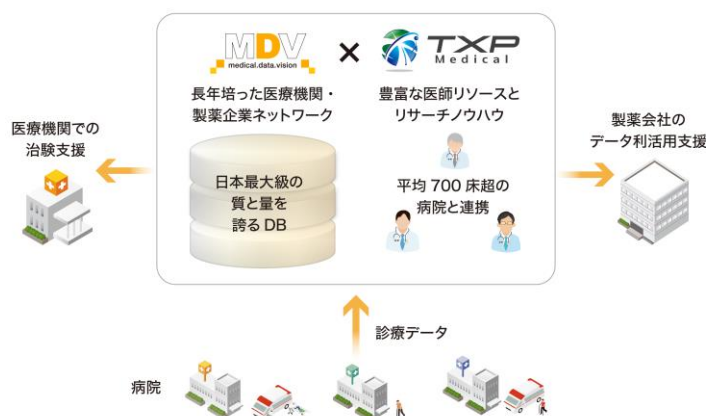 MDV
medical.data.vision
×
TXP
Medical
長年培った医療機関・
製薬企業ネットワーク
豊富な医師リソースと
リサーチノウハウ
医療機関での
治験支援
製薬会社の
データ利活用支援
日本最大級の
質と量を
誇る DB
平均 700 床超の
病院と連携
診療データ
病院